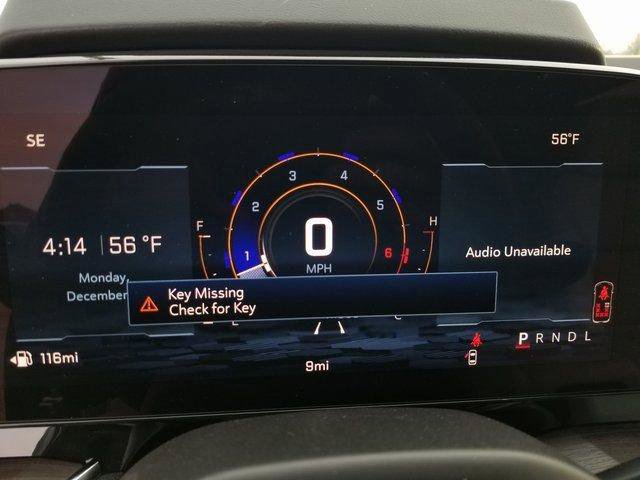 SE
56°F
4:14 | 56 °F
Monday,
December
F
1 2 3 4 5 6
0
MPH
H
Audio Unavailable
Key Missing
Check for Key
116mi
9mi
P R N D L